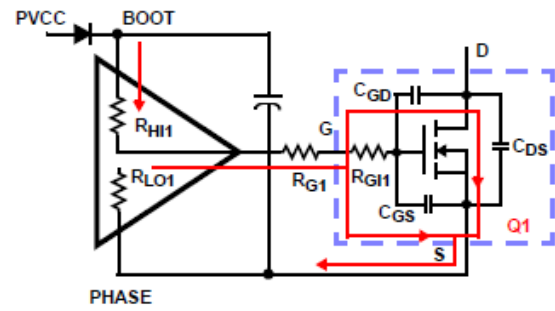 PVCC
BOOT
D
CGD
RHI1
G
CDS
RLO1
RG1
RGI1
CGS
Q1
S
PHASE